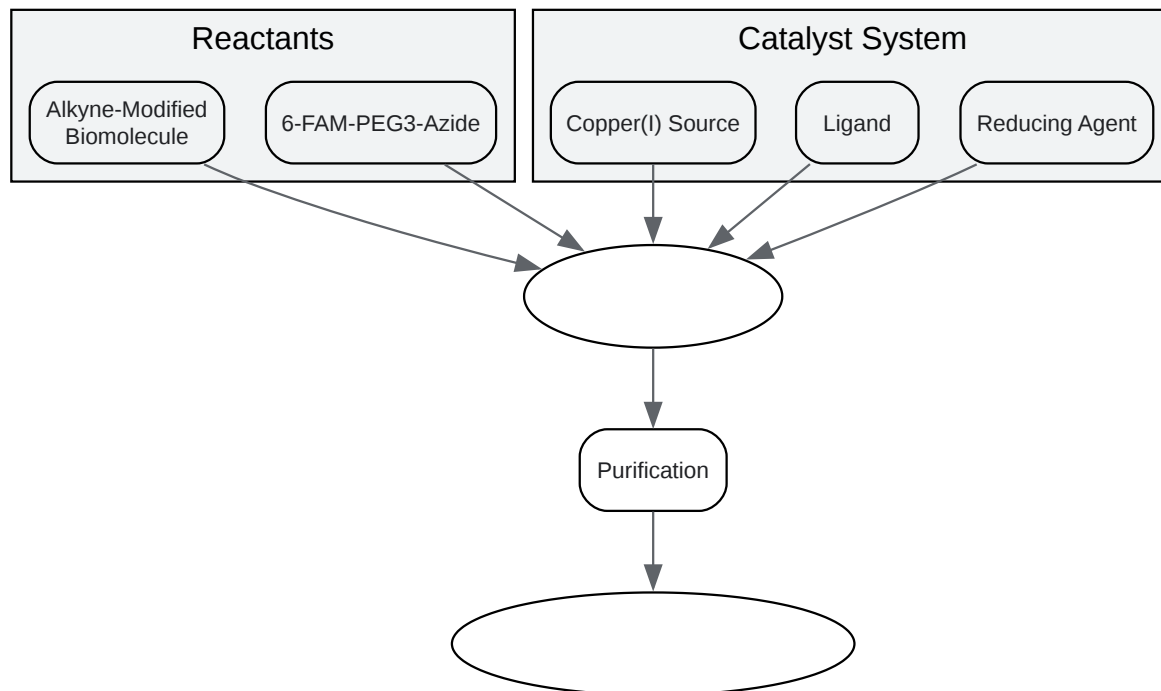 Reactants
Catalyst System
Alkyne-Modified
Biomolecule
6-FAM-PEG3-Azide
Copper(I) Source
Ligand
Reducing Agent
Purification